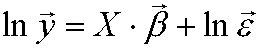 ln y⃗ = X · β⃗ + ln ε⃗